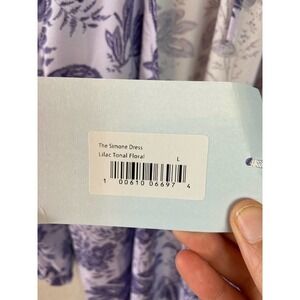 The Simone Dress
Lilac Tonal Floral L
1 00610 06697 4